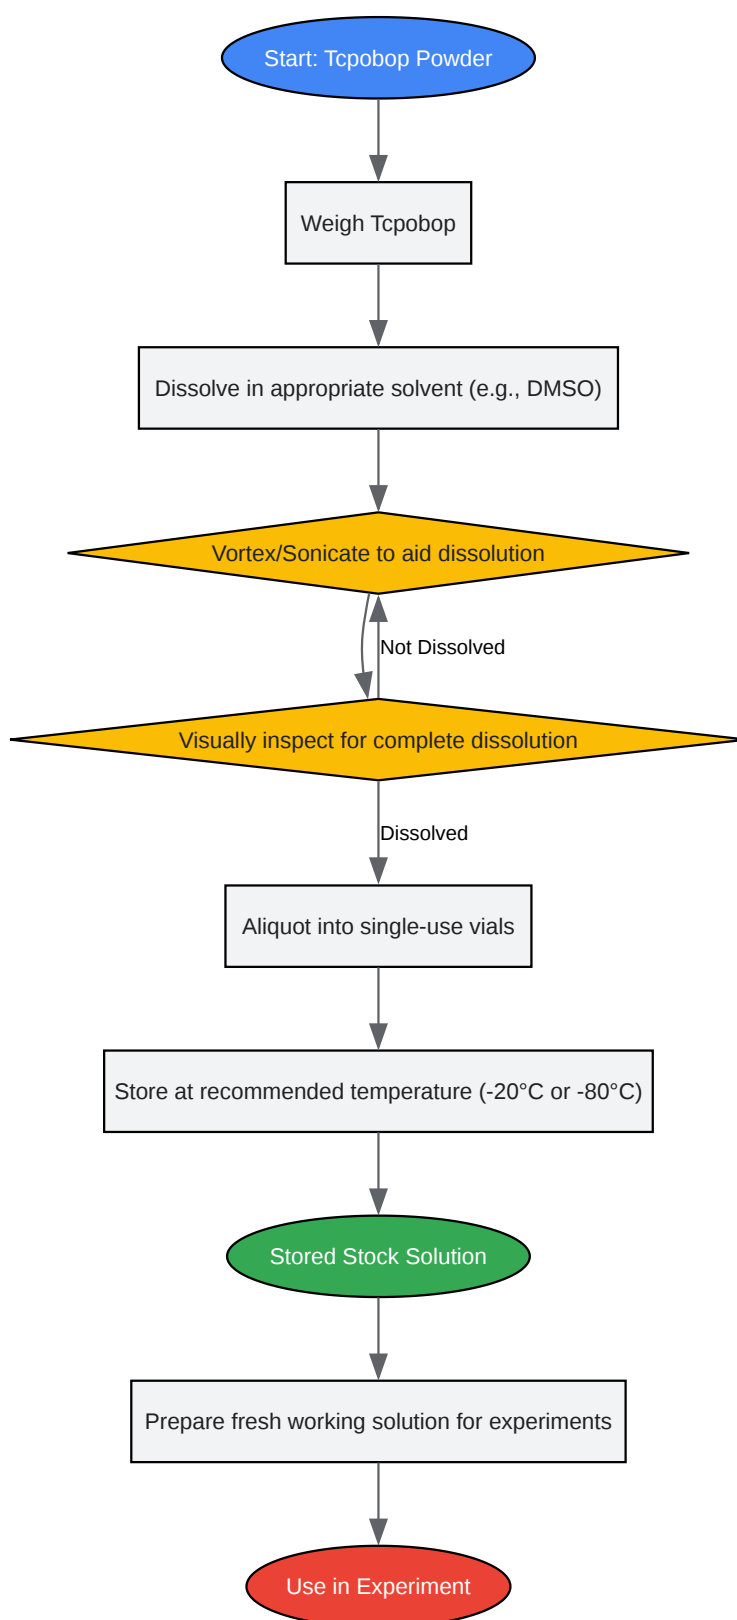 Start: Tcpobop Powder
Weigh Tcpobop
Dissolve in appropriate solvent (e.g., DMSO)
Vortex/Sonicate to aid dissolution
Not Dissolved
Visually inspect for complete dissolution
Dissolved
Aliquot into single-use vials
Store at recommended temperature (-20°C or -80°C)
Stored Stock Solution
Prepare fresh working solution for experiments
Use in Experiment